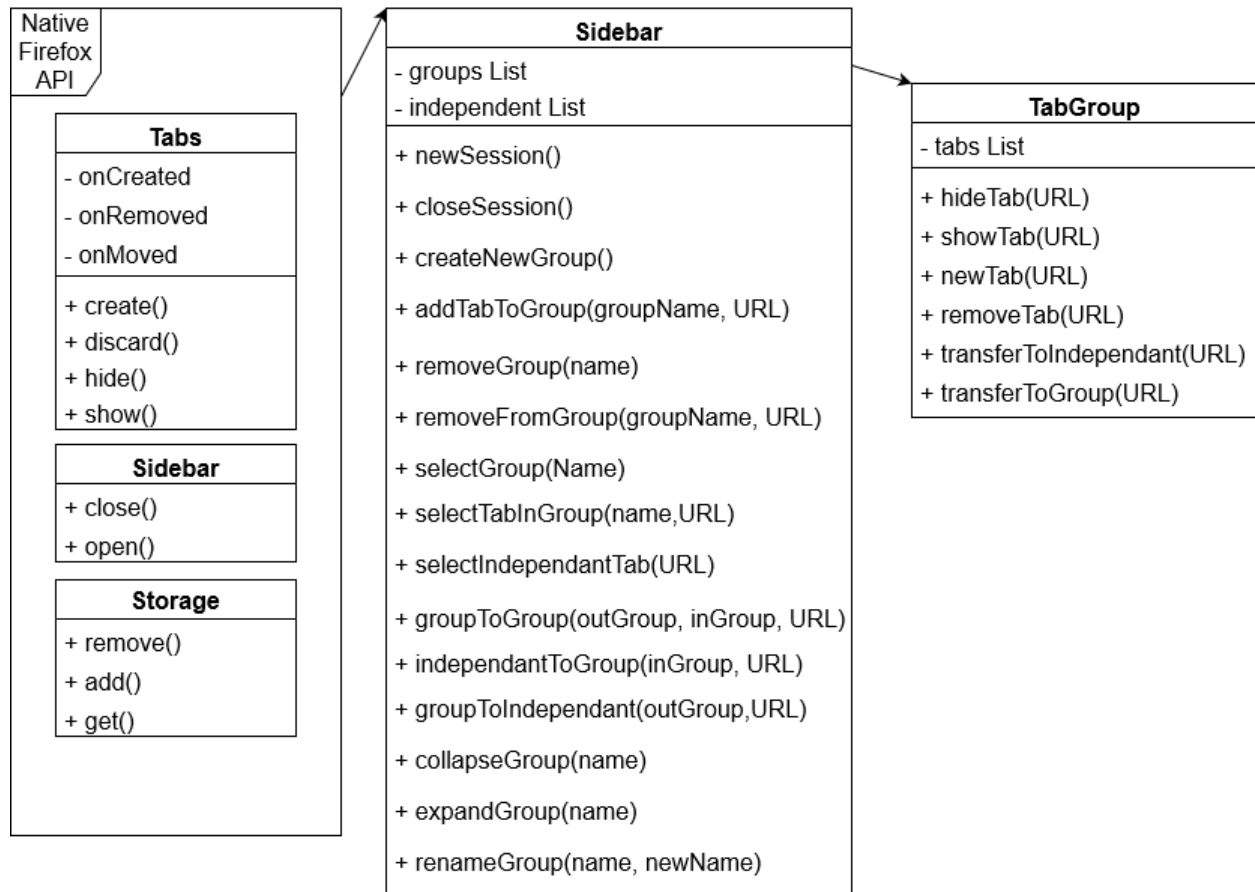 Native
Firefox
API
Tabs
- onCreated
- onRemoved
- onMoved
+ create()
+ discard()
+ hide()
+ show()
Sidebar
+ close()
+ open()
Storage
+ remove()
+ add()
+ get()
Sidebar
- groups List
- independent List
+ newSession()
+ closeSession()
+ createNewGroup()
+ addTabToGroup(groupName, URL)
+ removeGroup(name)
+ removeFromGroup(groupName, URL)
+ selectGroup(Name)
+ selectTabInGroup(name,URL)
+ selectIndependantTab(URL)
+ groupToGroup(outGroup, inGroup, URL)
+ independantToGroup(inGroup, URL)
+ groupToIndependant(outGroup,URL)
+ collapseGroup(name)
+ expandGroup(name)
+ renameGroup(name, newName)
TabGroup
- tabs List
+ hideTab(URL)
+ showTab(URL)
+ newTab(URL)
+ removeTab(URL)
+ transferToIndependant(URL)
+ transferToGroup(URL)